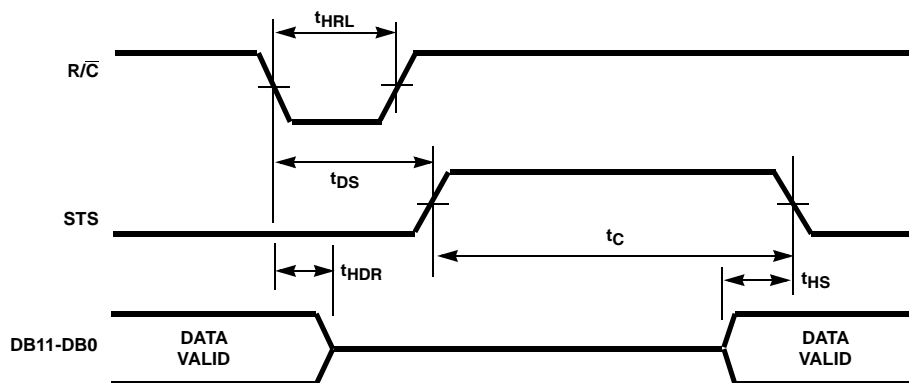 tHRL
R/C̅
tDS
STS
tC
tHDR
tHS
DB11-DB0
DATA
VALID
DATA
VALID